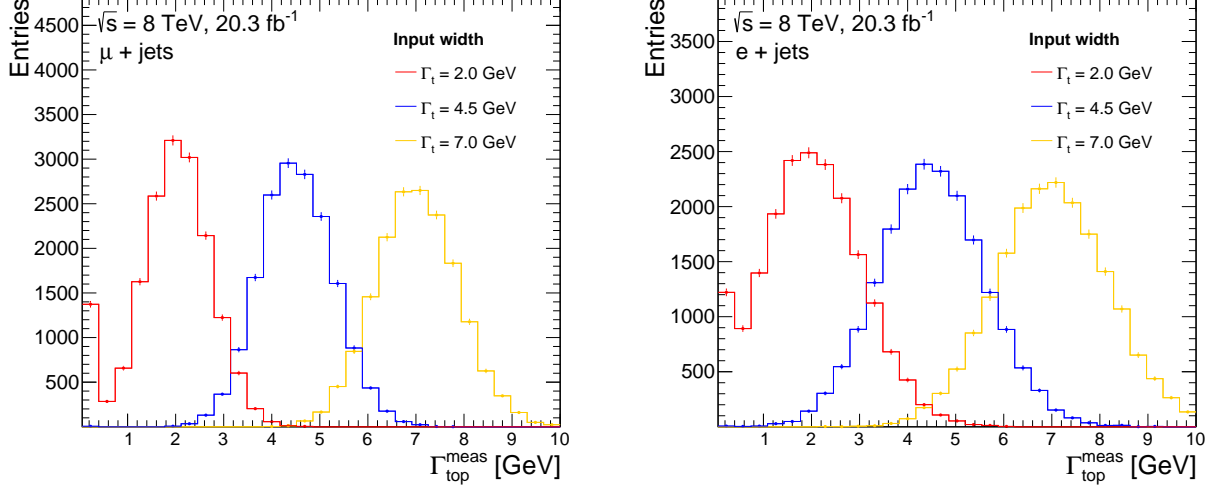 Entries
√s = 8 TeV, 20.3 fb⁻¹
μ + jets
Input width
Γt = 2.0 GeV
Γt = 4.5 GeV
Γt = 7.0 GeV
4500
4000
3500
3000
2500
2000
1500
1000
500
1 2 3 4 5 6 7 8 9 10
Γ meas top [GeV]
Entries
√s = 8 TeV, 20.3 fb⁻¹
e + jets
Input width
Γt = 2.0 GeV
Γt = 4.5 GeV
Γt = 7.0 GeV
3500
3000
2500
2000
1500
1000
500
1 2 3 4 5 6 7 8 9 10
Γ meas top [GeV]